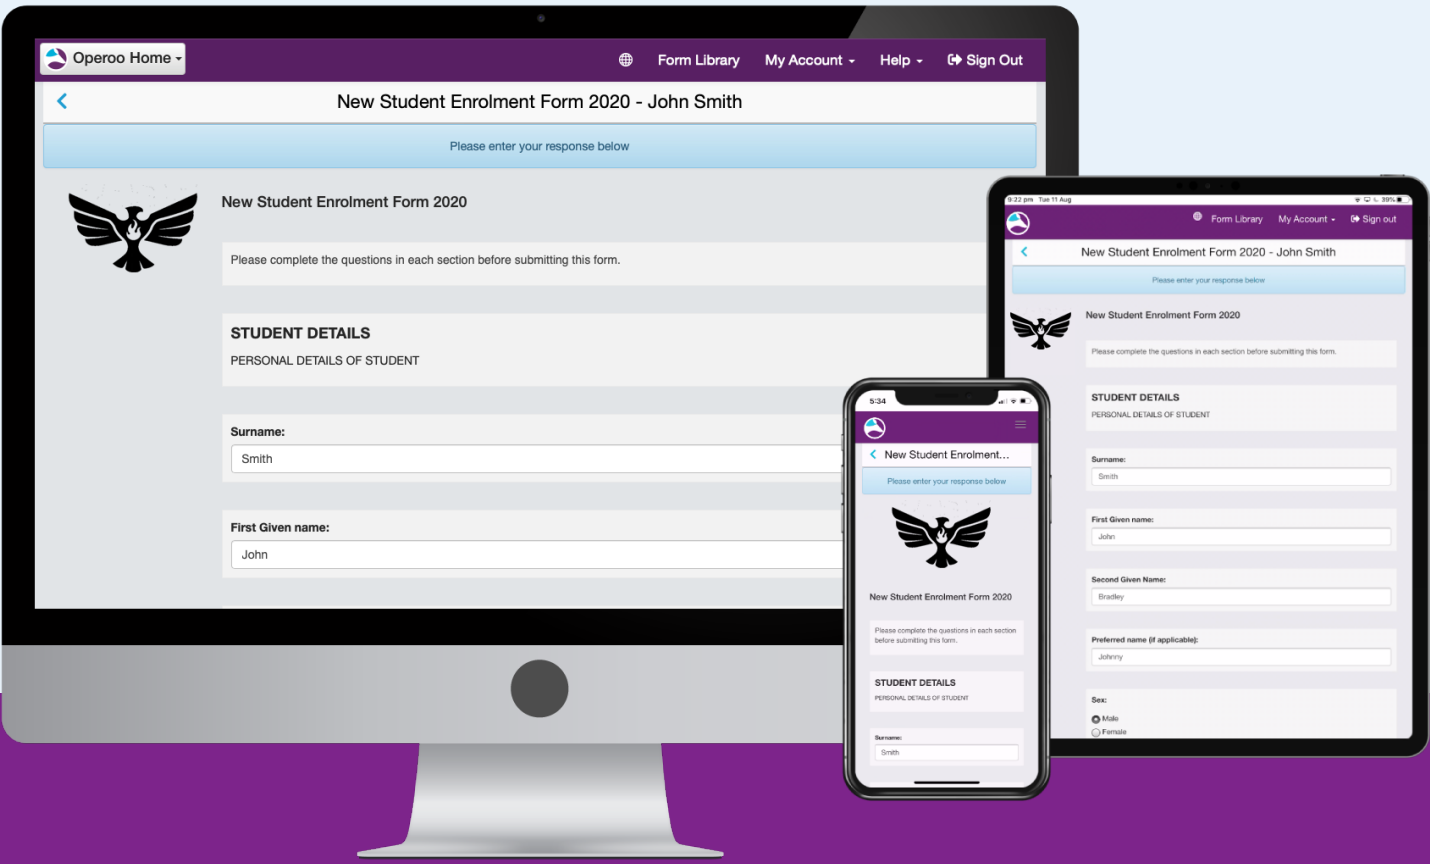 Operoo Home
Form Library
My Account
Help
Sign Out
New Student Enrolment Form 2020 - John Smith
Please enter your response below
New Student Enrolment Form 2020
Please complete the questions in each section before submitting this form.
STUDENT DETAILS
PERSONAL DETAILS OF STUDENT
Surname:
Smith
First Given name:
John
5:34
New Student Enrolment...
Please enter your response below
New Student Enrolment Form 2020
Please complete the questions in each section
before submitting this form.
STUDENT DETAILS
PERSONAL DETAILS OF STUDENT
Surname:
Smith
9:22 pm Tue 11 Aug
39%
Form Library
My Account
Sign out
New Student Enrolment Form 2020 - John Smith
Please enter your response below
New Student Enrolment Form 2020
Please complete the questions in each section before submitting this form.
STUDENT DETAILS
PERSONAL DETAILS OF STUDENT
Surname:
Smith
First Given name:
John
Second Given Name:
Bradley
Preferred name (if applicable):
Johnny
Sex:
Male
Female